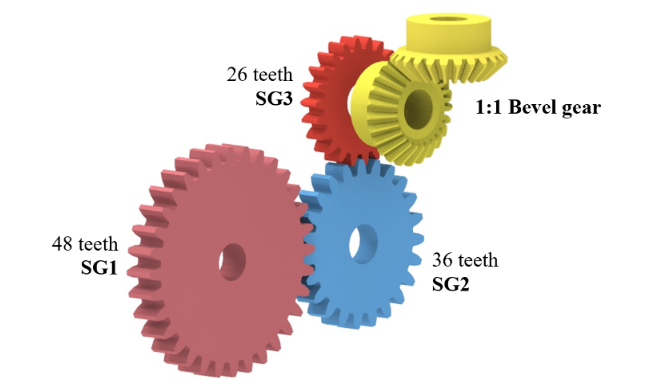 26 teeth
SG3
1:1 Bevel gear
48 teeth
SG1
36 teeth
SG2